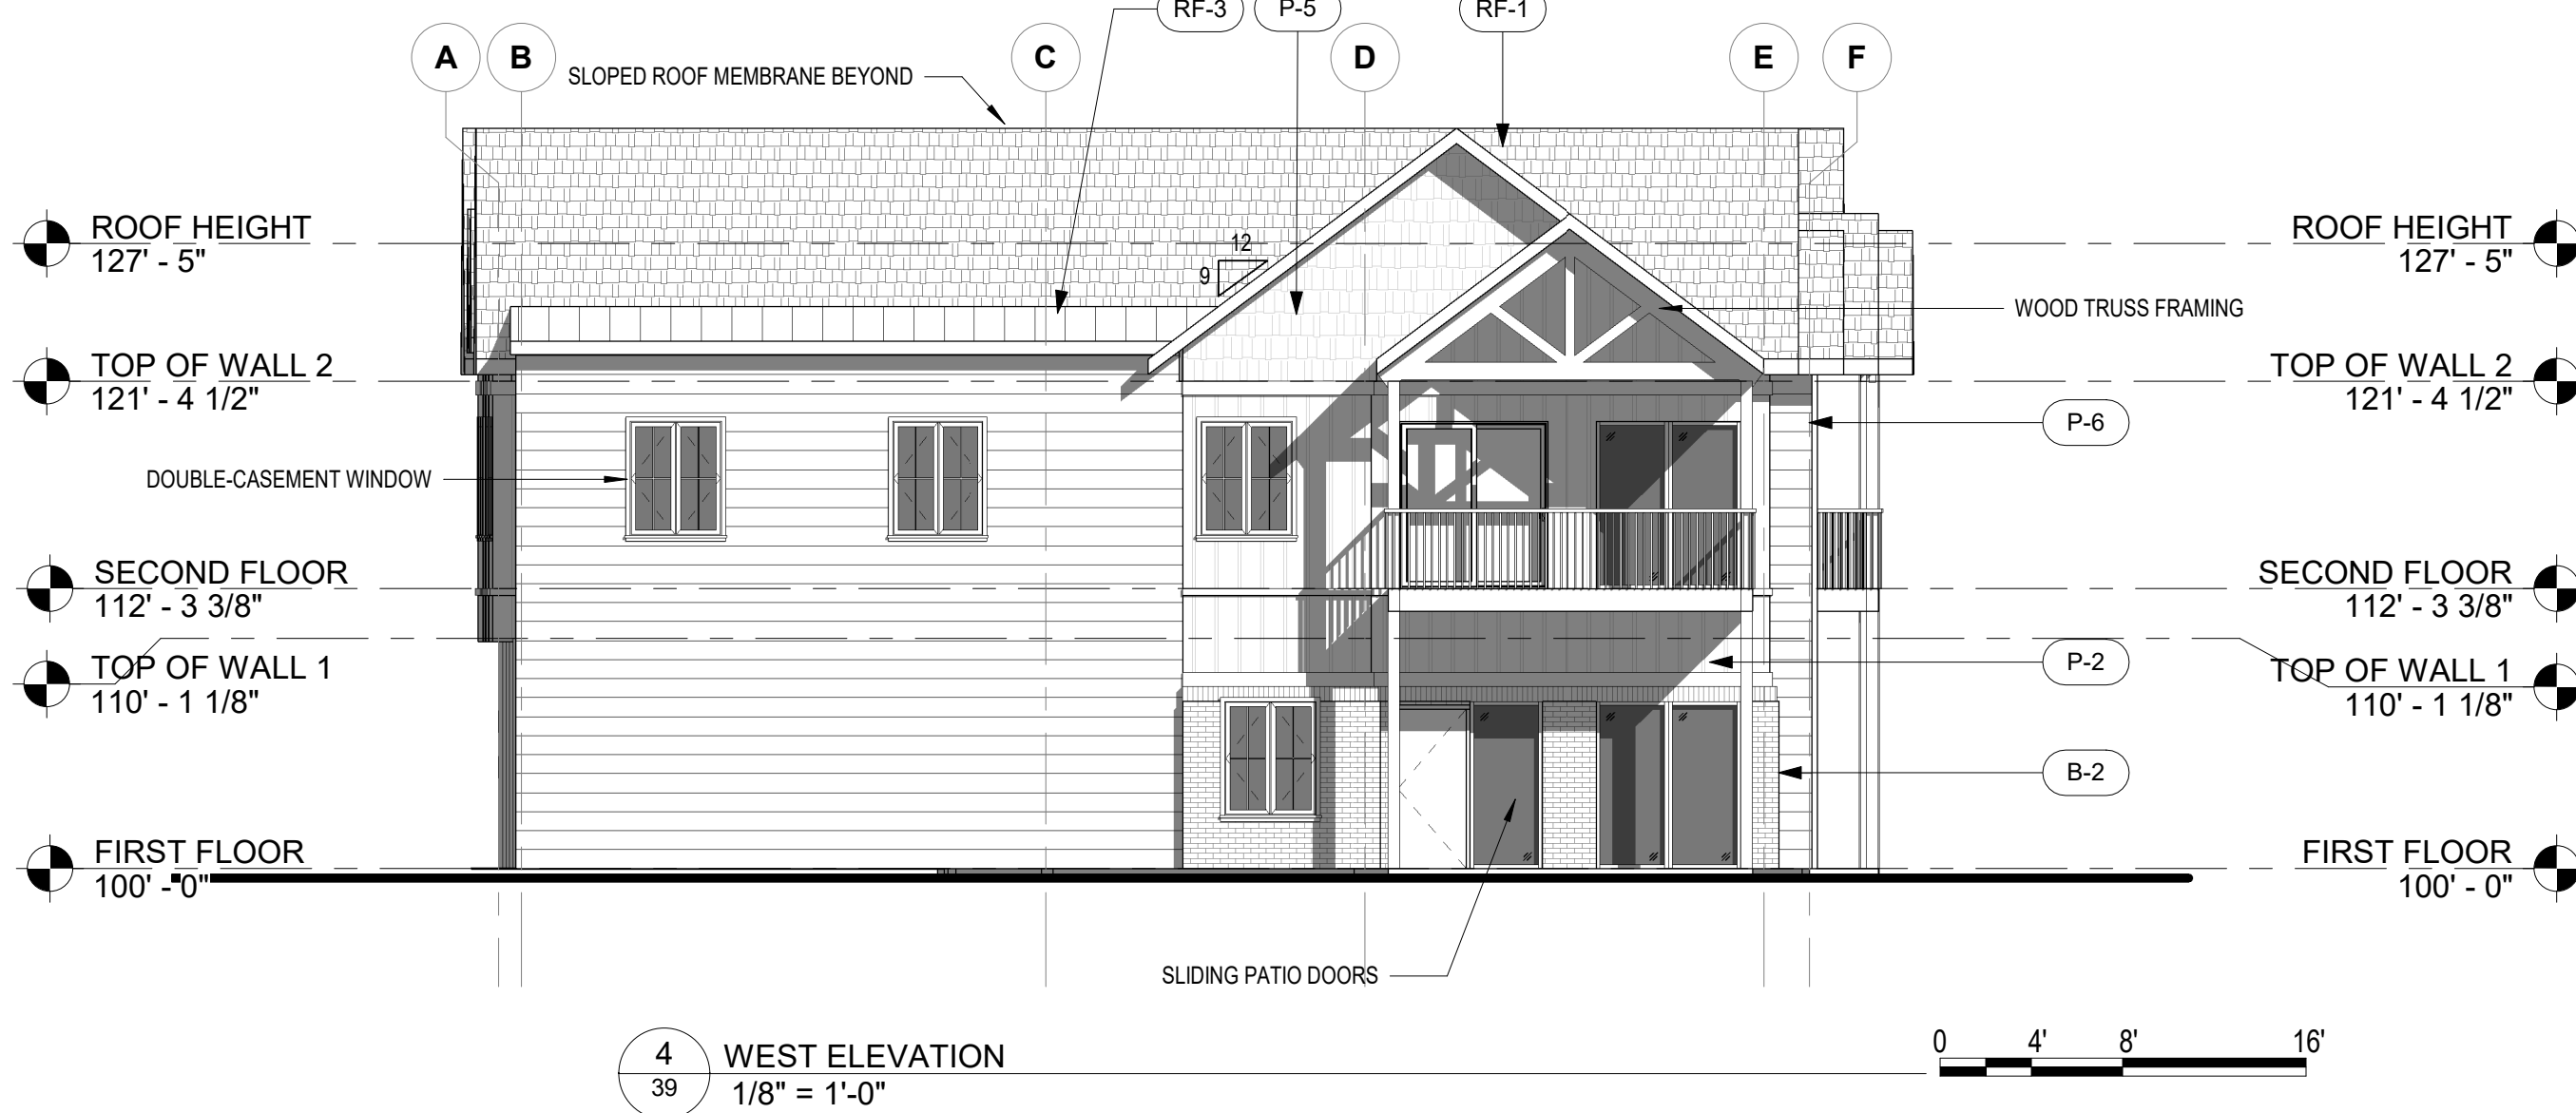 RF-3
P-5
RF-1
A
B
C
D
E
F
SLOPED ROOF MEMBRANE BEYOND
ROOF HEIGHT
127' - 5"
ROOF HEIGHT
127' - 5"
12
9
WOOD TRUSS FRAMING
TOP OF WALL 2
121' - 4 1/2"
TOP OF WALL 2
121' - 4 1/2"
P-6
DOUBLE-CASEMENT WINDOW
SECOND FLOOR
112' - 3 3/8"
SECOND FLOOR
112' - 3 3/8"
TOP OF WALL 1
110' - 1 1/8"
P-2
TOP OF WALL 1
110' - 1 1/8"
B-2
FIRST FLOOR
100' - 0"
FIRST FLOOR
100' - 0"
SLIDING PATIO DOORS
4
39
WEST ELEVATION
1/8" = 1'-0"
0
4'
8'
16'